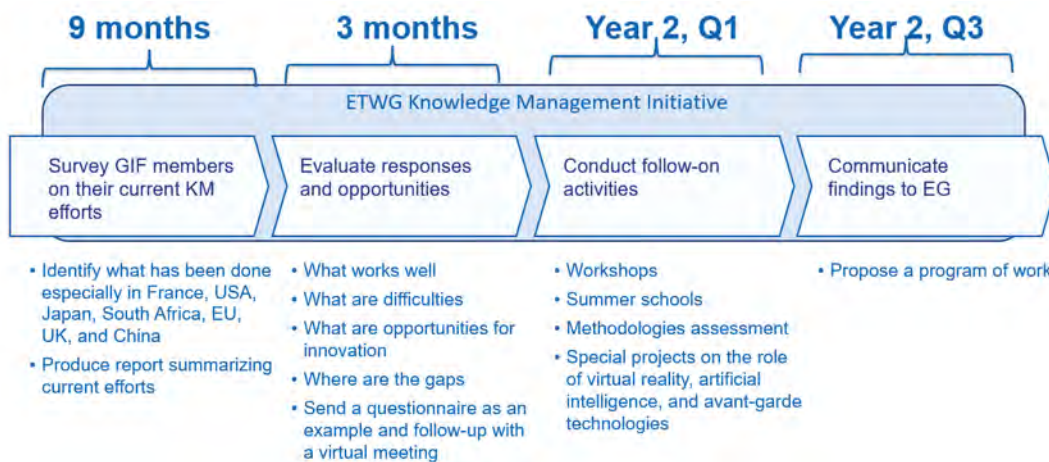 9 months
3 months
Year 2, Q1
Year 2, Q3
ETWG Knowledge Management Initiative
Survey GIF members
on their current KM
efforts
Evaluate responses
and opportunities
Conduct follow-on
activities
Communicate
findings to EG
• Identify what has been done
especially in France, USA,
Japan, South Africa, EU,
UK, and China
• Produce report summarizing
current efforts
• What works well
• What are difficulties
• What are opportunities for
innovation
• Where are the gaps
• Send a questionnaire as an
example and follow-up with
a virtual meeting
• Workshops
• Summer schools
• Methodologies assessment
• Special projects on the role
of virtual reality, artificial
intelligence, and avant-garde
technologies
• Propose a program of work